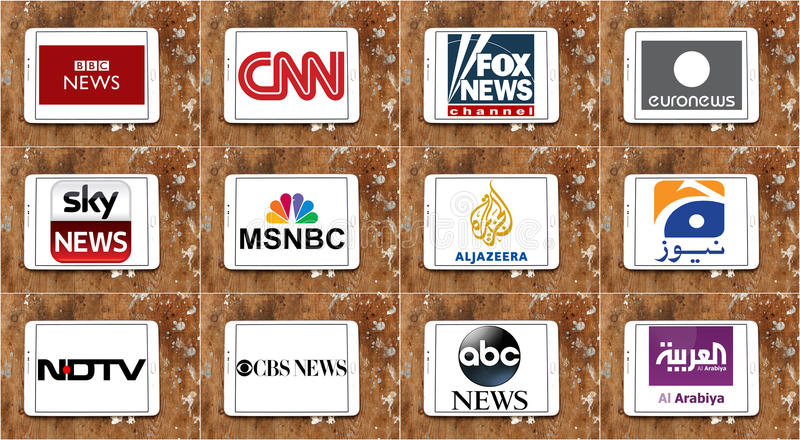 BBC
NEWS
CNN
FOX
NEWS
channel
euronews
sky
NEWS
MSNBC
ALJAZEERA
نيوز
NDTV
CBS NEWS
abc
NEWS
العربية
Al Arabiya
Al Arabiya
dreamstime